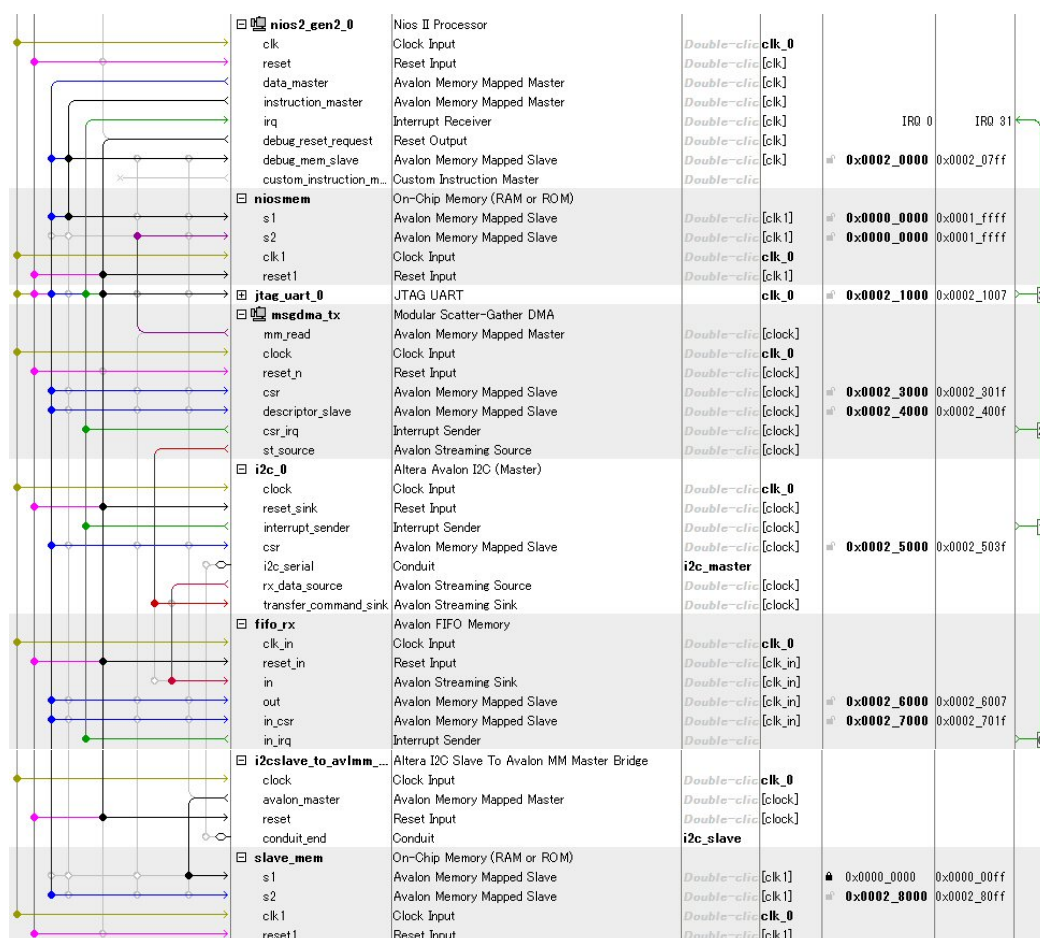 nios2_gen2_0 Nios II Processor
clk Clock Input Double-clic clk_0
reset Reset Input Double-clic [clk]
data_master Avalon Memory Mapped Master Double-clic [clk]
instruction_master Avalon Memory Mapped Master Double-clic [clk]
irq Interrupt Receiver Double-clic [clk] IRQ 0 IRQ 31
debug_reset_request Reset Output Double-clic [clk]
debug_mem_slave Avalon Memory Mapped Slave Double-clic [clk] 0x0002_0000 0x0002_07ff
custom_instruction_m... Custom Instruction Master Double-clic
niosmem On-Chip Memory (RAM or ROM)
s1 Avalon Memory Mapped Slave Double-clic [clk1] 0x0000_0000 0x0001_ffff
s2 Avalon Memory Mapped Slave Double-clic [clk1] 0x0000_0000 0x0001_ffff
clk1 Clock Input Double-clic clk_0
reset1 Reset Input Double-clic [clk1]
jtag_uart_0 JTAG UART clk_0 0x0002_1000 0x0002_1007
msgdma_tx Modular Scatter-Gather DMA
mm_read Avalon Memory Mapped Master Double-clic [clock]
clock Clock Input Double-clic clk_0
reset_n Reset Input Double-clic [clock]
csr Avalon Memory Mapped Slave Double-clic [clock] 0x0002_3000 0x0002_301f
descriptor_slave Avalon Memory Mapped Slave Double-clic [clock] 0x0002_4000 0x0002_400f
csr_irq Interrupt Sender Double-clic [clock]
st_source Avalon Streaming Source Double-clic [clock]
i2c_0 Altera Avalon I2C (Master)
clock Clock Input Double-clic clk_0
reset_sink Reset Input Double-clic [clock]
interrupt_sender Interrupt Sender Double-clic [clock]
csr Avalon Memory Mapped Slave Double-clic [clock] 0x0002_5000 0x0002_503f
i2c_serial Conduit i2c_master
rx_data_source Avalon Streaming Source Double-clic [clock]
transfer_command_sink Avalon Streaming Sink Double-clic [clock]
fifo_rx Avalon FIFO Memory
clk_in Clock Input Double-clic clk_0
reset_in Reset Input Double-clic [clk_in]
in Avalon Streaming Sink Double-clic [clk_in]
out Avalon Memory Mapped Slave Double-clic [clk_in] 0x0002_6000 0x0002_6007
in_csr Avalon Memory Mapped Slave Double-clic [clk_in] 0x0002_7000 0x0002_701f
in_irq Interrupt Sender Double-clic [clk_in]
i2cslave_to_avlmm_... Altera I2C Slave To Avalon MM Master Bridge
clock Clock Input Double-clic clk_0
avalon_master Avalon Memory Mapped Master Double-clic [clock]
reset Reset Input Double-clic [clock]
conduit_end Conduit i2c_slave
slave_mem On-Chip Memory (RAM or ROM)
s1 Avalon Memory Mapped Slave Double-clic [clk1] 0x0000_0000 0x0000_00ff
s2 Avalon Memory Mapped Slave Double-clic [clk1] 0x0002_8000 0x0002_80ff
clk1 Clock Input Double-clic clk_0
reset1 Reset Input Double-clic [clk1]